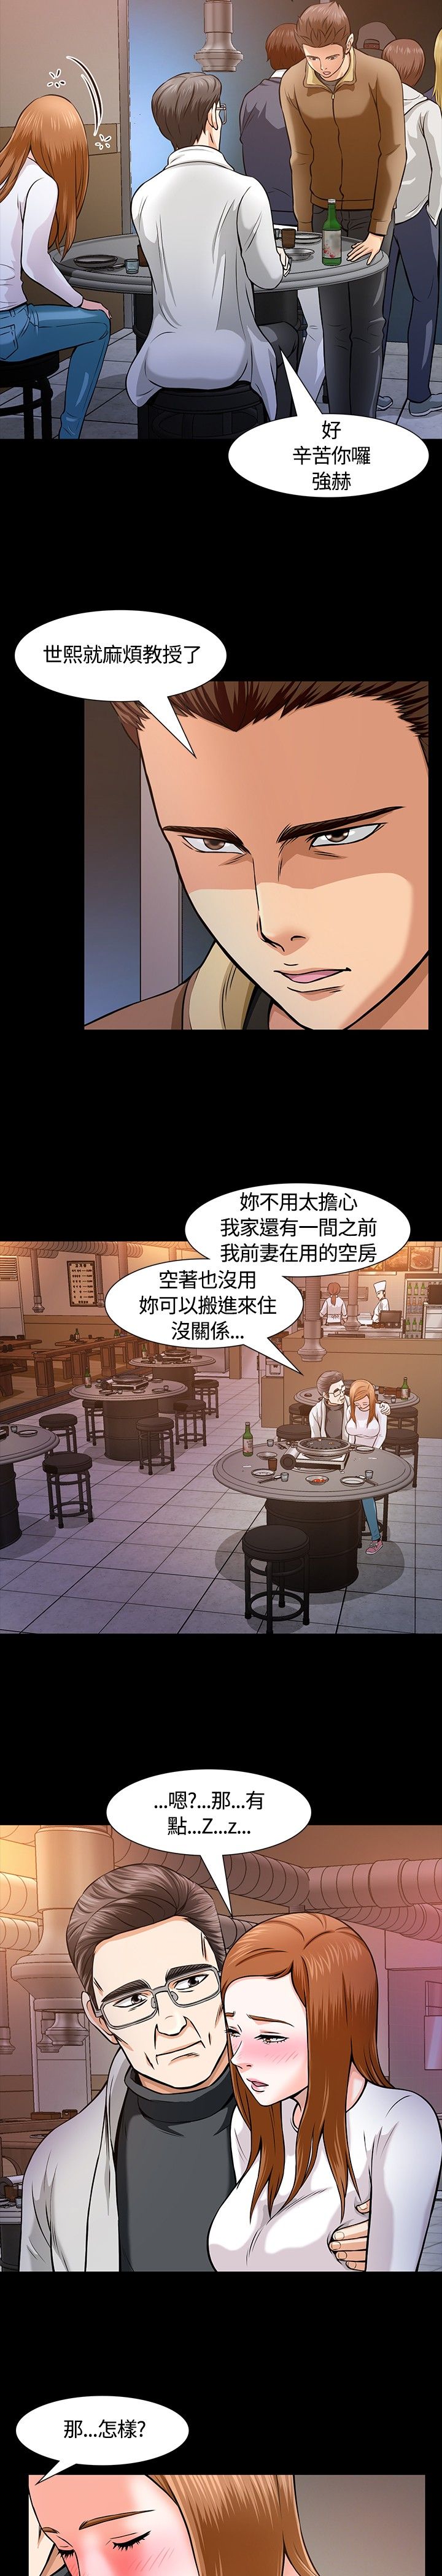 好
辛苦你囉
強赫
世熙就麻煩教授了
妳不用太擔心
我家還有一間之前
我前妻在用的空房
空著也沒用
妳可以搬進來住
沒關係...
...嗯?...那...有
點...Z...z...
那...怎樣?